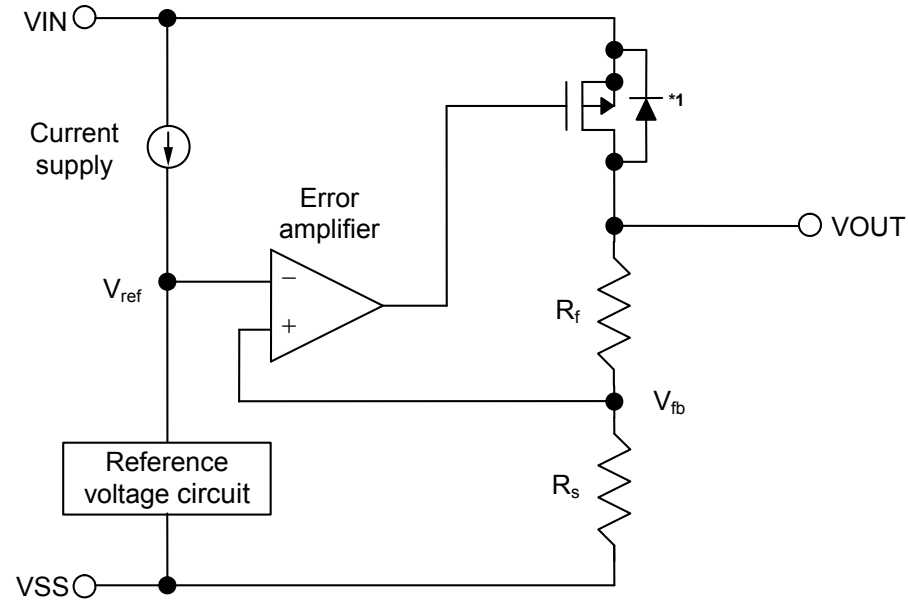 VIN
*1
Current
supply
Error
amplifier
VOUT
Vref
−
+
Rf
Vfb
Reference
voltage circuit
Rs
VSS